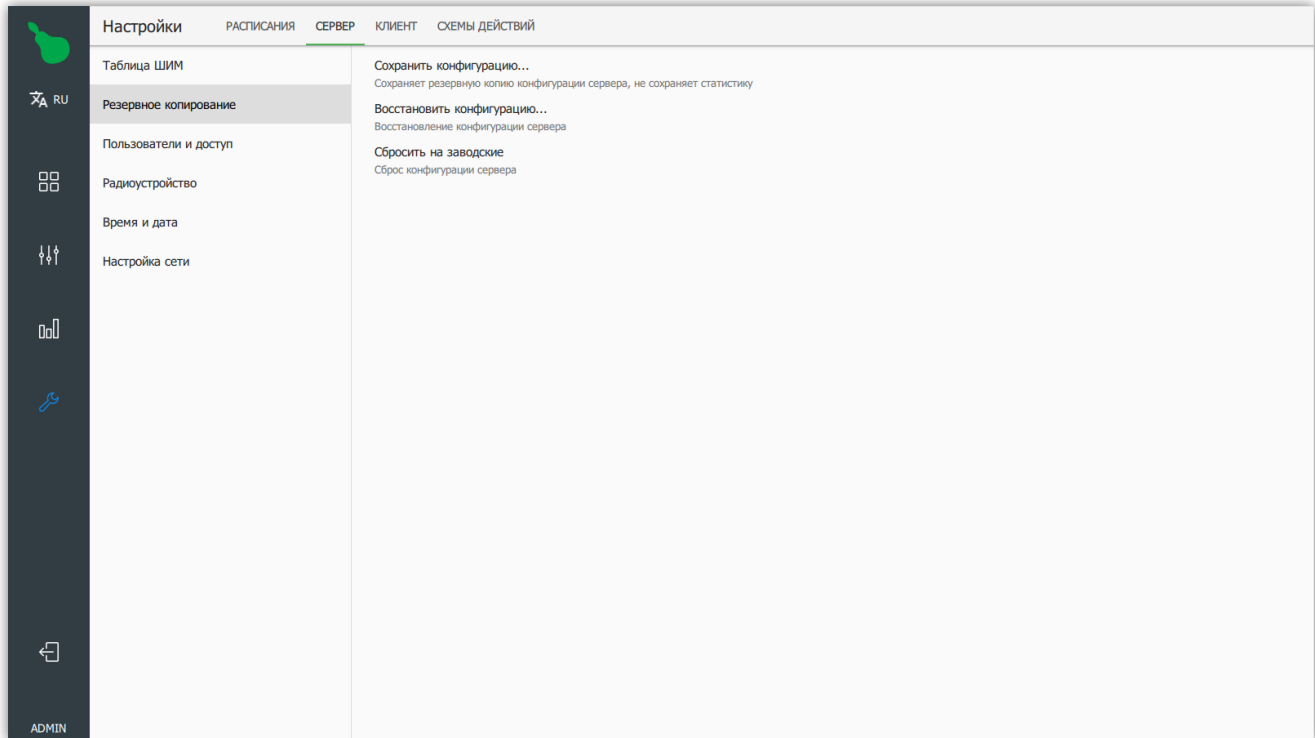 Настройки РАСПИСАНИЯ СЕРВЕР КЛИЕНТ СХЕМЫ ДЕЙСТВИЙ
RU
Таблица ШИМ
Резервное копирование
Пользователи и доступ
Радиоустройство
Время и дата
Настройка сети
Сохранить конфигурацию...
Сохраняет резервную копию конфигурации сервера, не сохраняет статистику
Восстановить конфигурацию...
Восстановление конфигурации сервера
Сбросить на заводские
Сброс конфигурации сервера
ADMIN